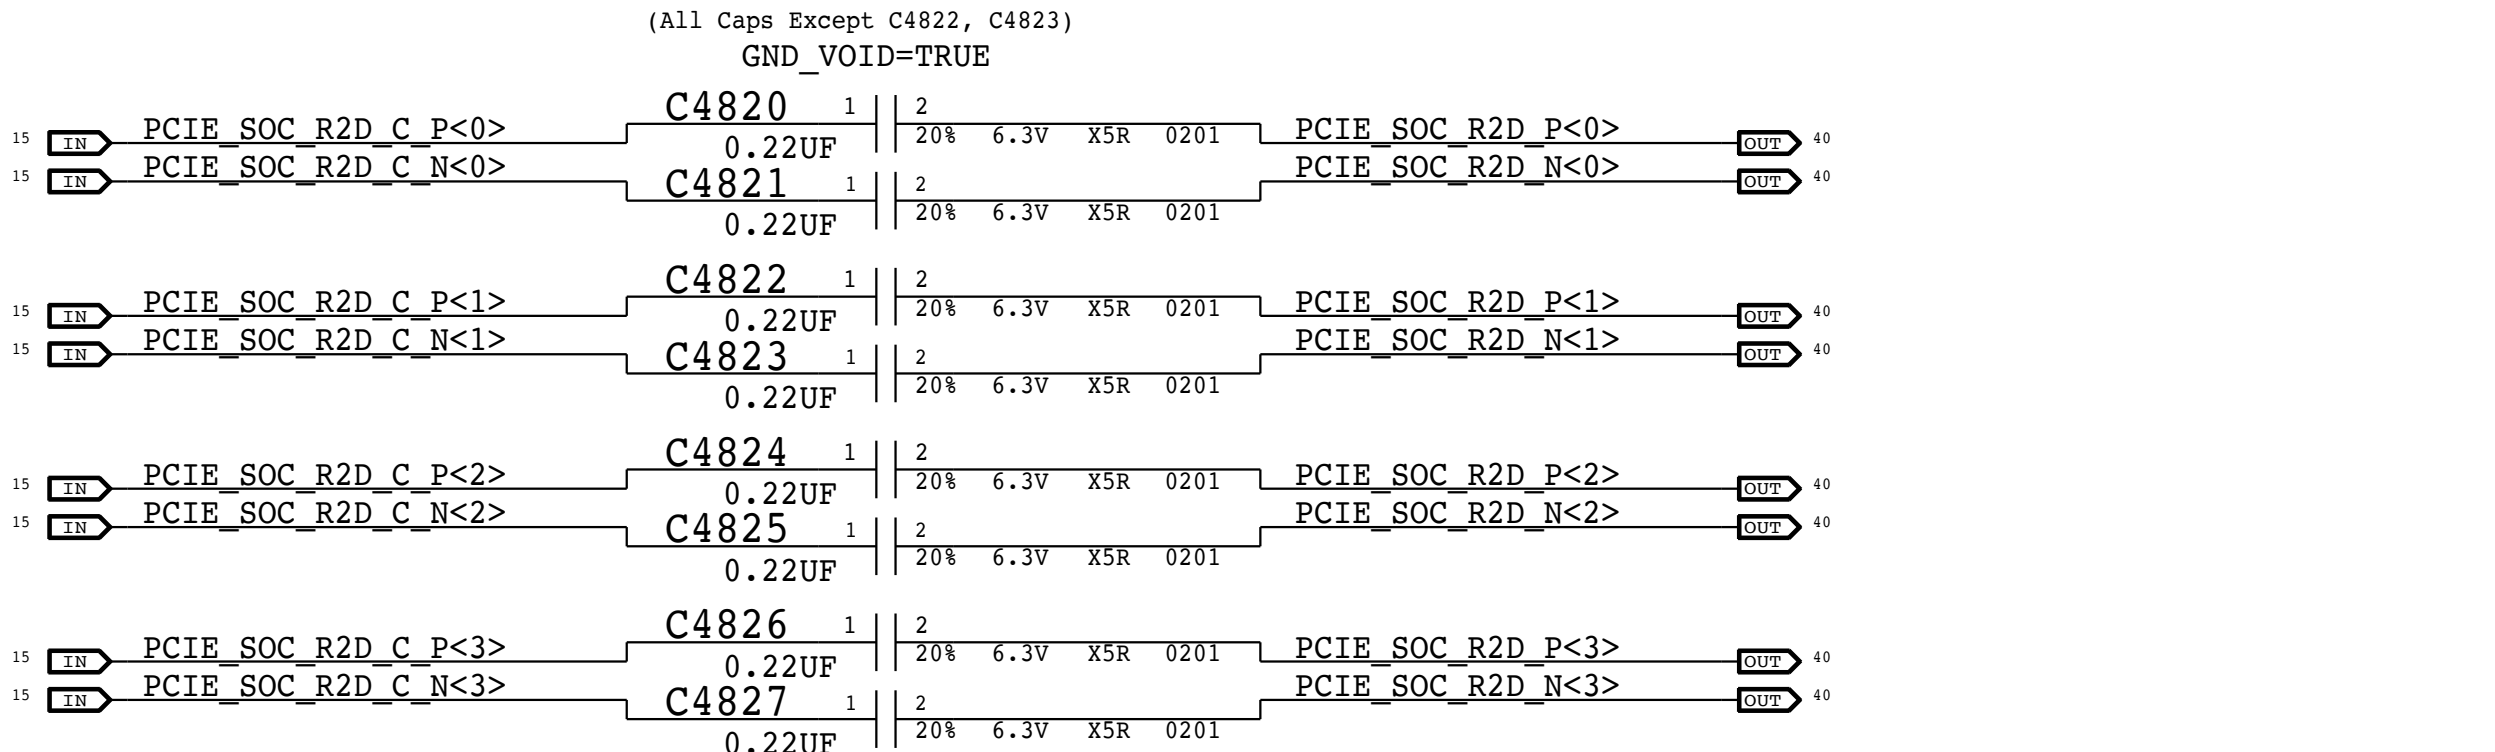 (All Caps Except C4822, C4823)
GND_VOID=TRUE
15 IN PCIE_SOC_R2D_C_P<0> C4820 1 2 PCIE_SOC_R2D_P<0> OUT 40
0.22UF 20% 6.3V X5R 0201
15 IN PCIE_SOC_R2D_C_N<0> C4821 1 2 PCIE_SOC_R2D_N<0> OUT 40
0.22UF 20% 6.3V X5R 0201
15 IN PCIE_SOC_R2D_C_P<1> C4822 1 2 PCIE_SOC_R2D_P<1> OUT 40
0.22UF 20% 6.3V X5R 0201
15 IN PCIE_SOC_R2D_C_N<1> C4823 1 2 PCIE_SOC_R2D_N<1> OUT 40
0.22UF 20% 6.3V X5R 0201
15 IN PCIE_SOC_R2D_C_P<2> C4824 1 2 PCIE_SOC_R2D_P<2> OUT 40
0.22UF 20% 6.3V X5R 0201
15 IN PCIE_SOC_R2D_C_N<2> C4825 1 2 PCIE_SOC_R2D_N<2> OUT 40
0.22UF 20% 6.3V X5R 0201
15 IN PCIE_SOC_R2D_C_P<3> C4826 1 2 PCIE_SOC_R2D_P<3> OUT 40
0.22UF 20% 6.3V X5R 0201
15 IN PCIE_SOC_R2D_C_N<3> C4827 1 2 PCIE_SOC_R2D_N<3> OUT 40
0.22UF 20% 6.3V X5R 0201